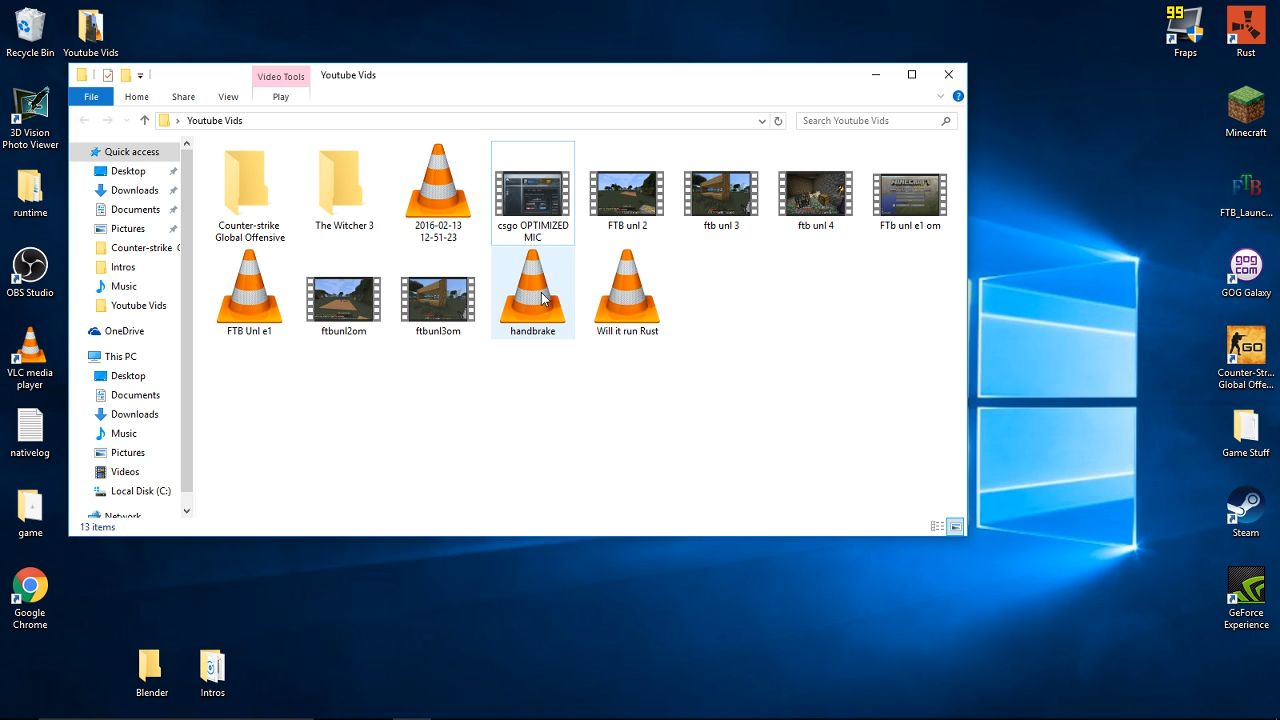 Recycle Bin
Youtube Vids
3D Vision
Photo Viewer
runtime
OBS Studio
VLC media
player
nativelog
game
Google
Chrome
Blender
Intros
Video Tools
Youtube Vids
File
Home
Share
View
Play
Youtube Vids
Search Youtube Vids
Quick access
Desktop
Downloads
Documents
Pictures
Counter-strike G
Intros
Music
Youtube Vids
OneDrive
This PC
Desktop
Documents
Downloads
Music
Pictures
Videos
Local Disk (C:)
Network
Counter-strike
Global Offensive
The Witcher 3
2016-02-13
12-51-23
csgo OPTIMIZED
MIC
FTB unl 2
ftb unl 3
ftb unl 4
FTb unl e1 om
FTB Unl e1
ftbunl2om
ftbunl3om
handbrake
Will it run Rust
13 items
99
Fraps
Rust
Minecraft
FTB
FTB_Launc...
gog
com
GOG Galaxy
GO
Counter-Str...
Global Offe...
Game Stuff
Steam
GeForce
Experience